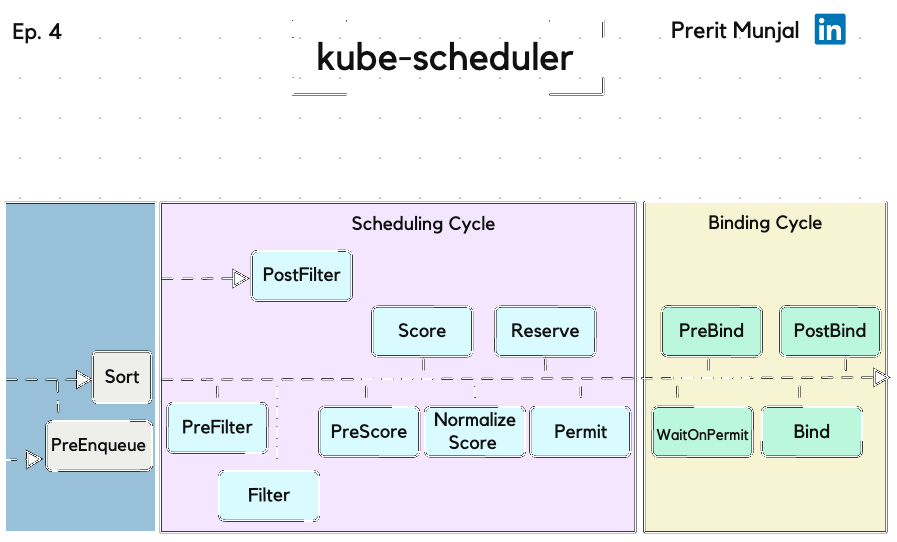 Ep. 4
kube-scheduler
Prerit Munjal
in
Scheduling Cycle
Binding Cycle
PostFilter
Score
Reserve
PreBind
PostBind
Sort
PreFilter
PreScore
Normalize
Score
Permit
WaitOnPermit
Bind
PreEnqueue
Filter